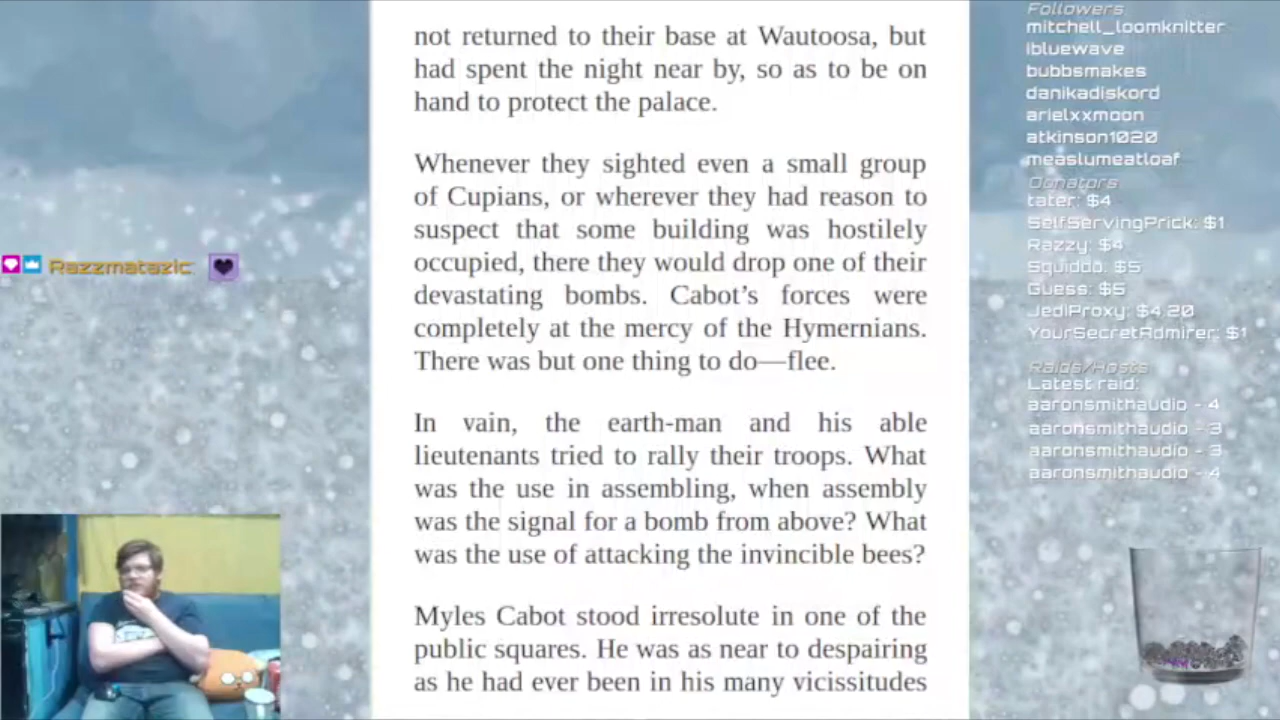 not returned to their base at Wautoosa, but
had spent the night near by, so as to be on
hand to protect the palace.
Whenever they sighted even a small group
of Cupians, or wherever they had reason to
suspect that some building was hostilely
occupied, there they would drop one of their
devastating bombs. Cabot’s forces were
completely at the mercy of the Hymernians.
There was but one thing to do—flee.
In vain, the earth-man and his able
lieutenants tried to rally their troops. What
was the use in assembling, when assembly
was the signal for a bomb from above? What
was the use of attacking the invincible bees?
Myles Cabot stood irresolute in one of the
public squares. He was as near to despairing
as he had ever been in his many vicissitudes
Razzmatazic
Followers
mitchell_loomknitter
ibluewave
bubbsmakes
danikadiskord
arielxxmoon
atkinson1020
measlymeatloaf
Donators
tater: $4
SelfServingPrick: $1
Razzy: $4
Squiddo: $5
Guess: $5
JediProxy: $4.20
YourSecretAdmirer: $1
Raids/Hosts
Latest raid:
aaronsmithaudio - 4
aaronsmithaudio - 3
aaronsmithaudio - 3
aaronsmithaudio - 4